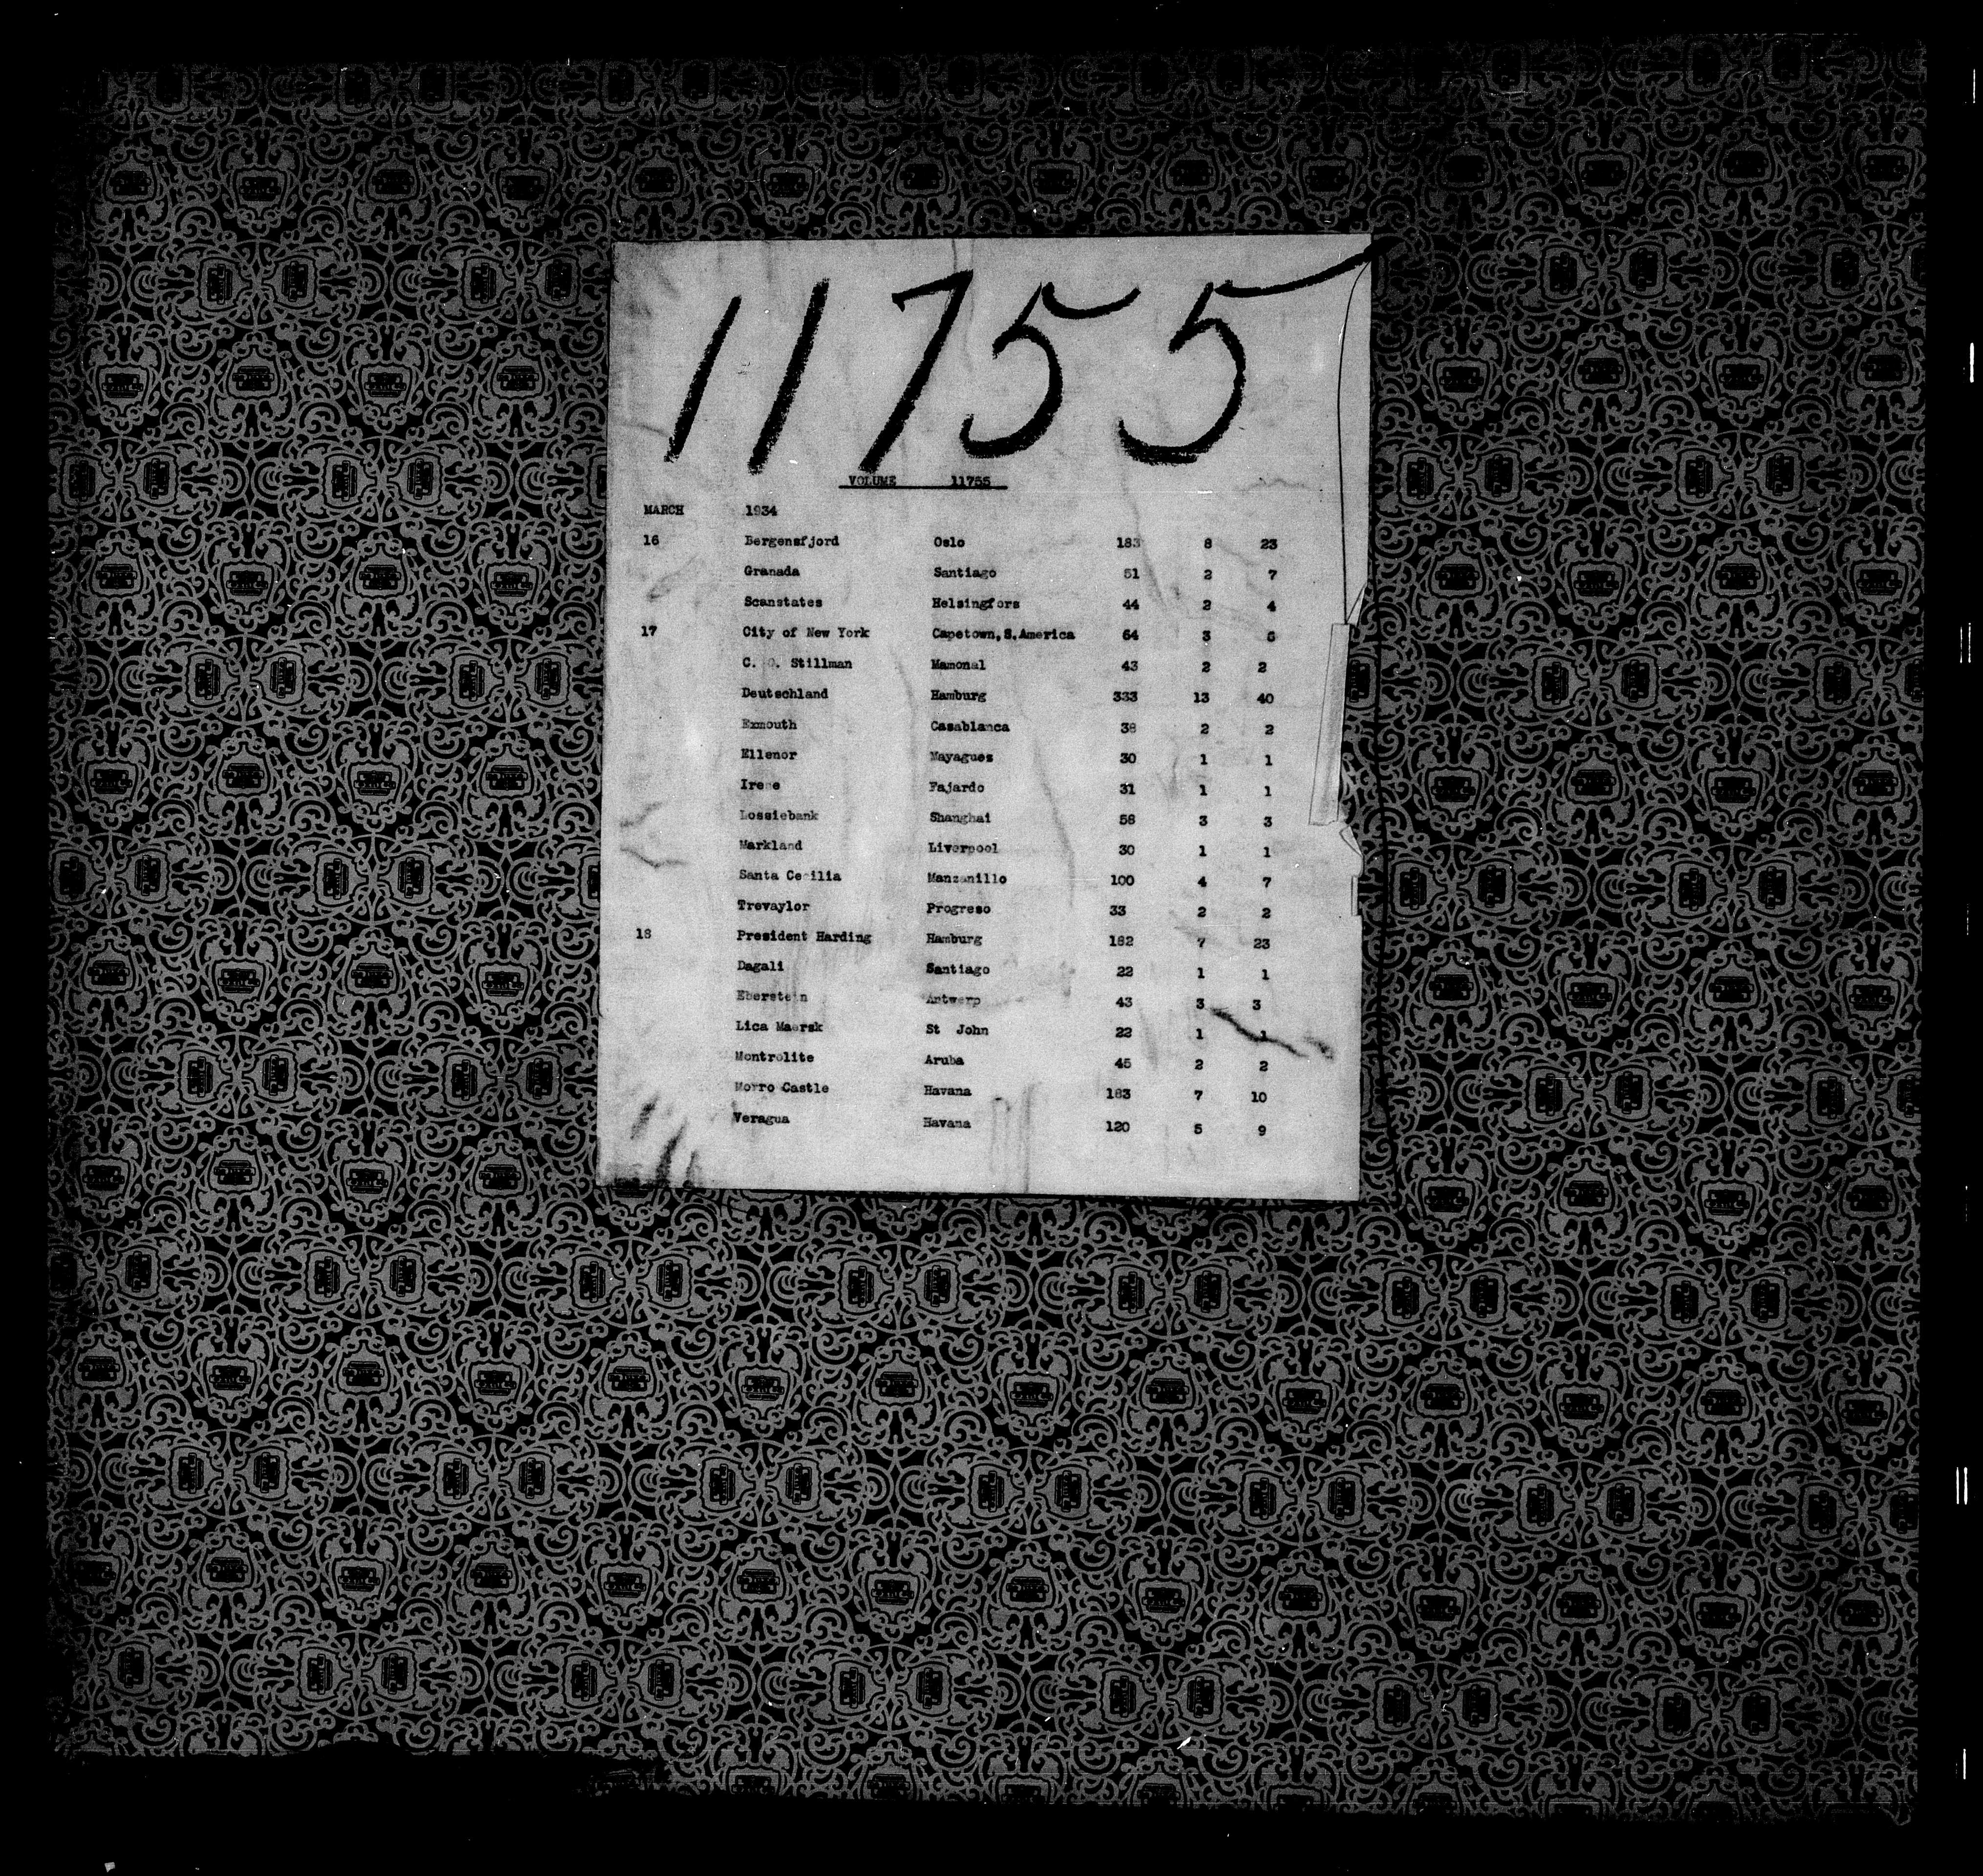 11755
VOLUME 11755
MARCH 1934
16 Bergensfjord Oslo 183 8 23
Granada Santiago 51 2 7
Scanstates Helsingfors 44 2 4
17 City of New York Capetown,S.America 64 3
C. O. Stillman Mamonal 43 2 2
Deutschland Hamburg 333 13 40
Exmouth Casablanca 38 2 2
Ellenor Mayagues 30 1 1
Irene Fajardo 31 1 1
Lossiebank Shanghai 58 3 3
Markland Liverpool 30 1 1
Santa Cecilia Manzanillo 100 4 7
Trevaylor Progreso 33 2 2
18 President Harding Hamburg 182 7 23
Dagali Santiago 22 1 1
Eberstein Antwerp 43 3 3
Lica Maersk St John 22 1 1
Montrolite Aruba 45 2 2
Morro Castle Havana 183 7 10
Veragua Havana 120 5 9